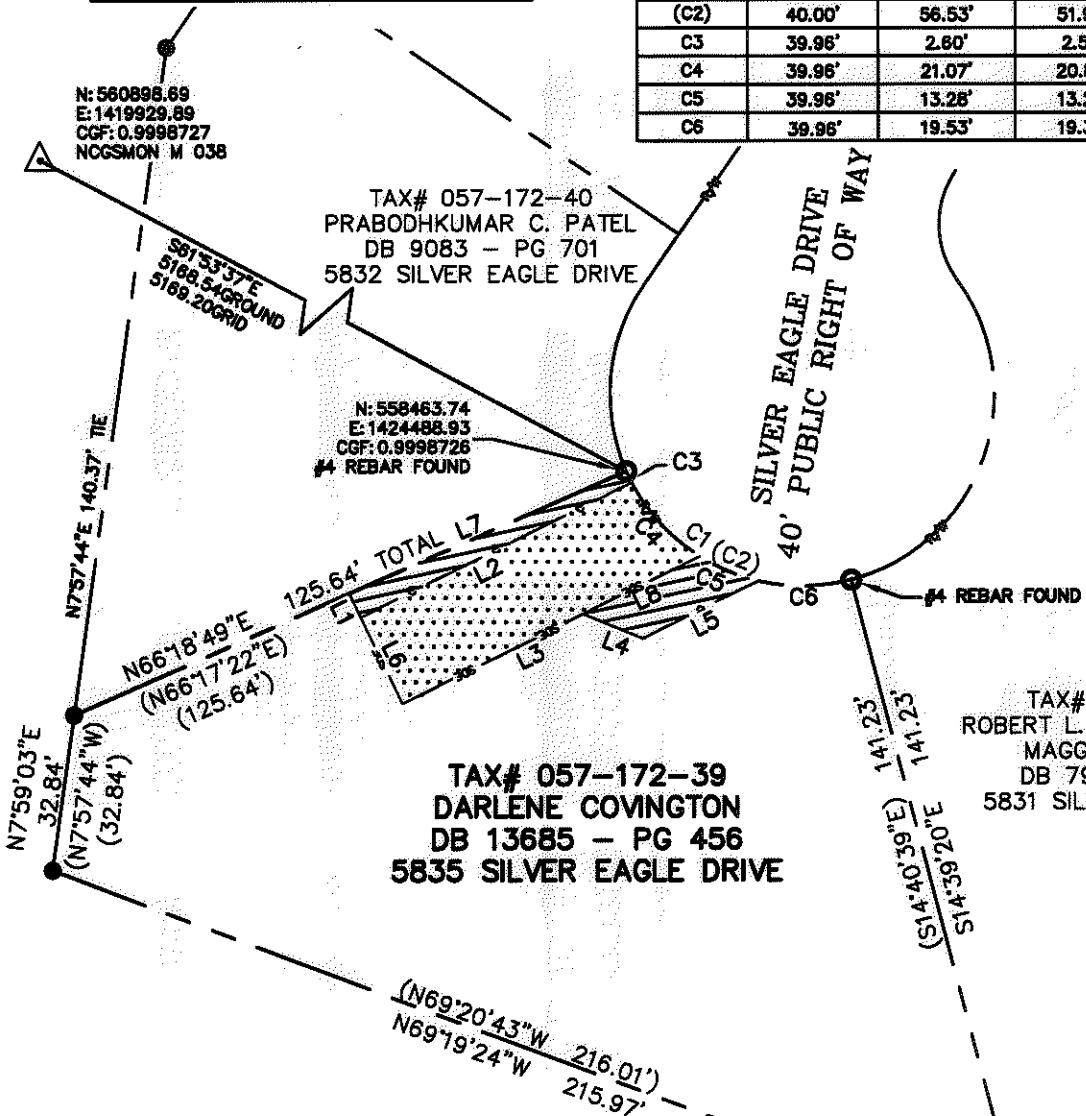 (C2) 40.00' 56.53'
C3 39.96' 2.60'
C4 39.96' 21.07'
C5 39.96' 13.28'
C6 39.96' 19.53'
N: 560898.69
E: 1419929.89
CGF: 0.9998727
NCGSMON M 038
TAX# 057-172-40
PRABODHKUMAR C. PATEL
DB 9083 - PG 701
5832 SILVER EAGLE DRIVE
S61°53'37"E
5168.54GROUND
5169.20GRID
SILVER EAGLE DRIVE
40' PUBLIC RIGHT OF WAY
N7°57'44"E 140.37' TIE
N: 558463.74
E: 1424488.93
CGF: 0.9998726
#4 REBAR FOUND
C3
C4
C1 (C2)
C5
C6
#4 REBAR FOUND
125.64' TOTAL L7
L2
L1
L6
L8
L3
L4
L5
N66°18'49"E
(N66°17'22"E)
(125.64')
N7°59'03"E
32.84'
(N7°57'44"W)
(32.84')
TAX# 057-172-39
DARLENE COVINGTON
DB 13685 - PG 456
5835 SILVER EAGLE DRIVE
TAX#
ROBERT L.
DB
5831
(S14°40'39"E) 141.23'
S14°39'20"E 141.23'
(N69°20'43"W 216.01')
N69°19'24"W 215.97'